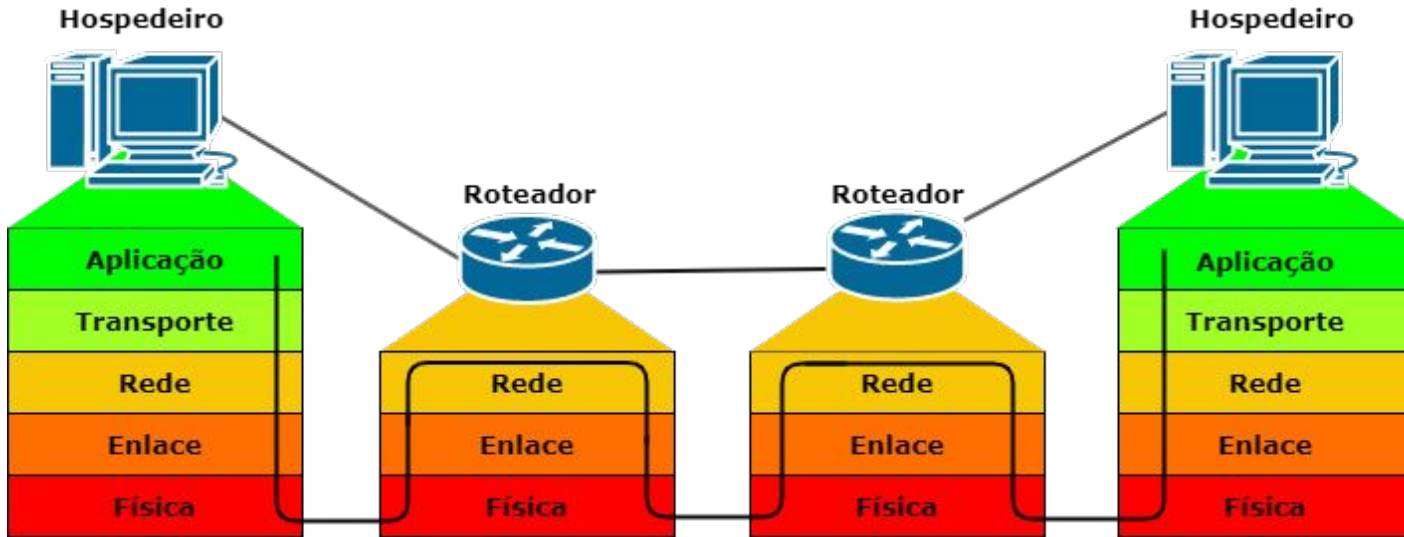 Hospedeiro
Hospedeiro
Roteador
Roteador
Aplicação
Transporte
Rede
Enlace
Física
Rede
Enlace
Física
Rede
Enlace
Física
Aplicação
Transporte
Rede
Enlace
Física